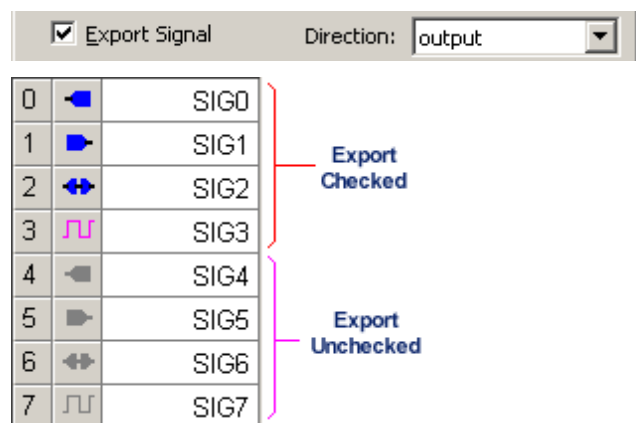 Export Signal Direction: output
0 SIG0
1 SIG1
2 SIG2
3 SIG3
Export
Checked
4 SIG4
5 SIG5
6 SIG6
7 SIG7
Export
Unchecked